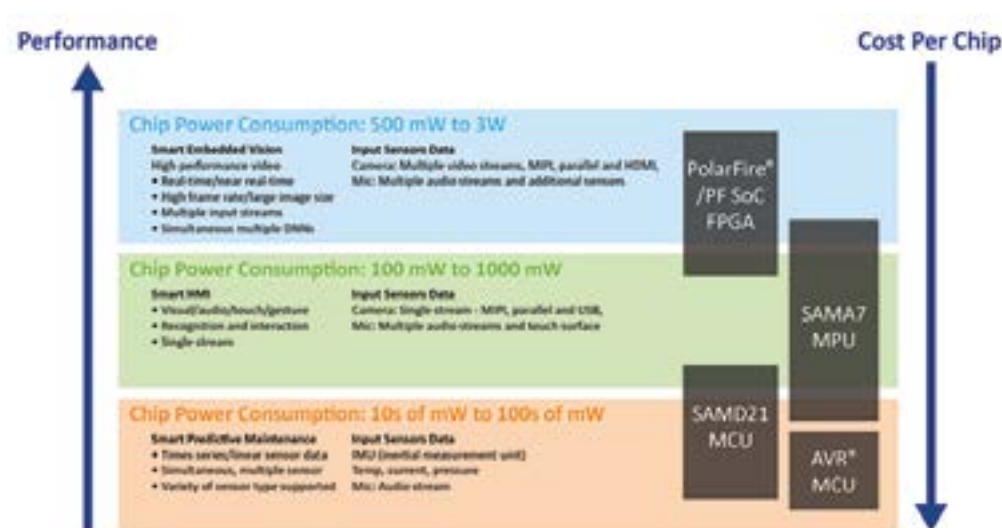 Performance
Cost Per Chip
Chip Power Consumption: 500 mW to 3W
Smart Embedded Vision
High performance video
• Real-time/near real-time
• High frame rate/large image size
• Multiple input streams
• Simultaneous multiple DNNs
Input Sensors Data
Camera: Multiple video streams, MIPI, parallel and HDMI,
Mic: Multiple audio streams and additional sensors
PolarFire®
/PF SoC
FPGA
Chip Power Consumption: 100 mW to 1000 mW
Smart HMI
• Visual/audio/touch/gesture
• Recognition and interaction
• Single stream
Input Sensors Data
Camera: Single stream - MIPI, parallel and USB,
Mic: Multiple audio streams and touch surface
SAMA7
MPU
Chip Power Consumption: 10s of mW to 100s of mW
Smart Predictive Maintenance
• Times series/linear sensor data
• Simultaneous, multiple sensor
• Variety of sensor type supported
Input Sensors Data
IMU (inertial measurement unit)
Temp, current, pressure
Mic: Audio stream
SAMD21
MCU
AVR®
MCU